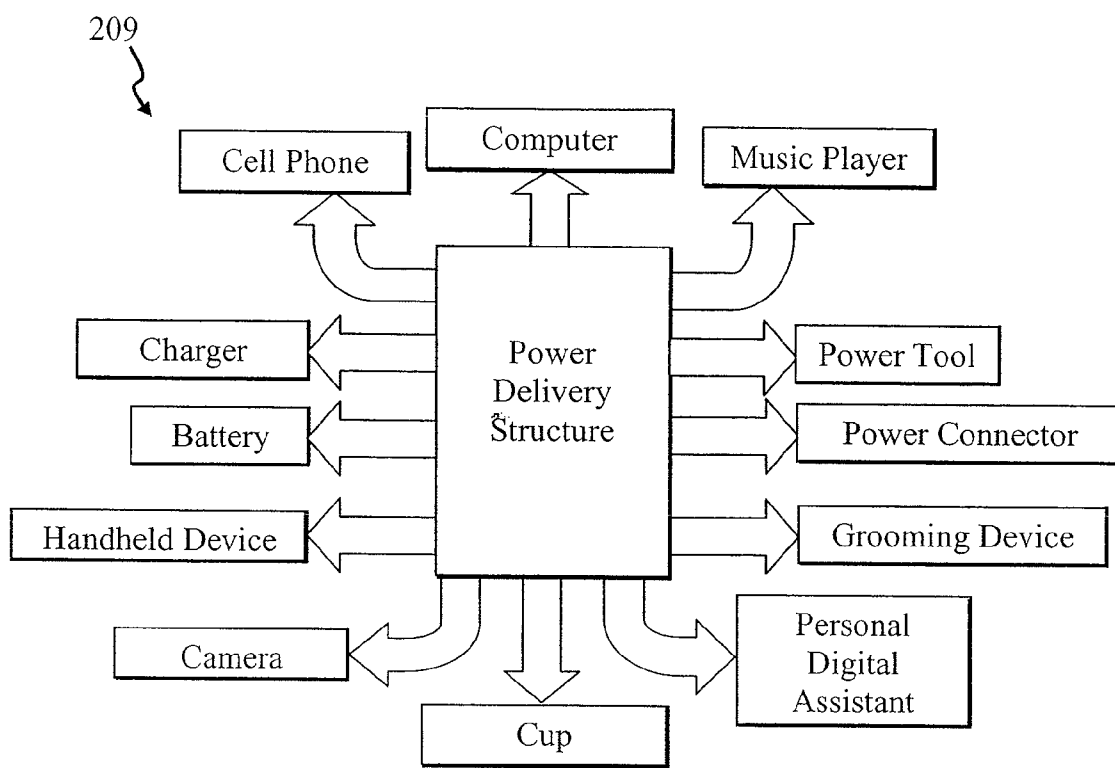 209
Cell Phone
Computer
Music Player
Charger
Power
Delivery
Structure
Power Tool
Battery
Power Connector
Handheld Device
Grooming Device
Camera
Personal
Digital
Assistant
Cup